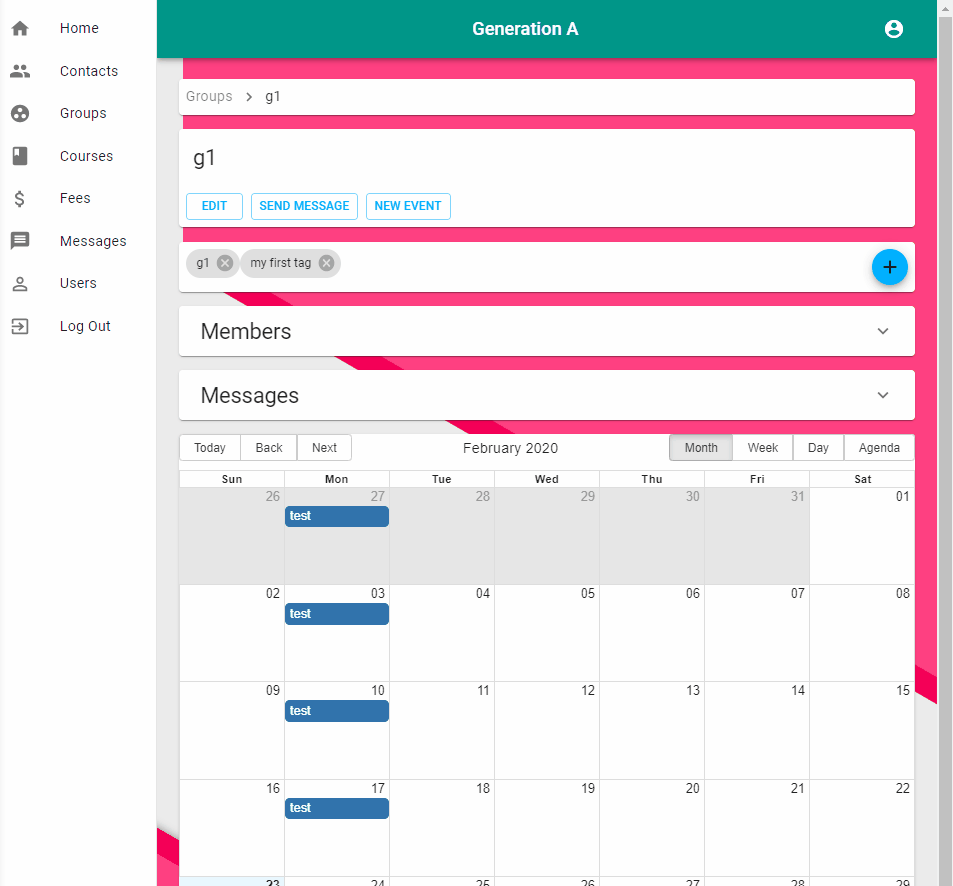 Home
Contacts
Groups
Courses
Fees
Messages
Users
Log Out
Generation A
Groups > g1
g1
EDIT SEND MESSAGE NEW EVENT
g1 my first tag
Members
Messages
Today Back Next February 2020 Month Week Day Agenda
Sun Mon Tue Wed Thu Fri Sat
26 27 28 29 30 31 01
test
02 03 04 05 06 07 08
test
09 10 11 12 13 14 15
test
16 17 18 19 20 21 22
test
23 24 25 26 27 28 29